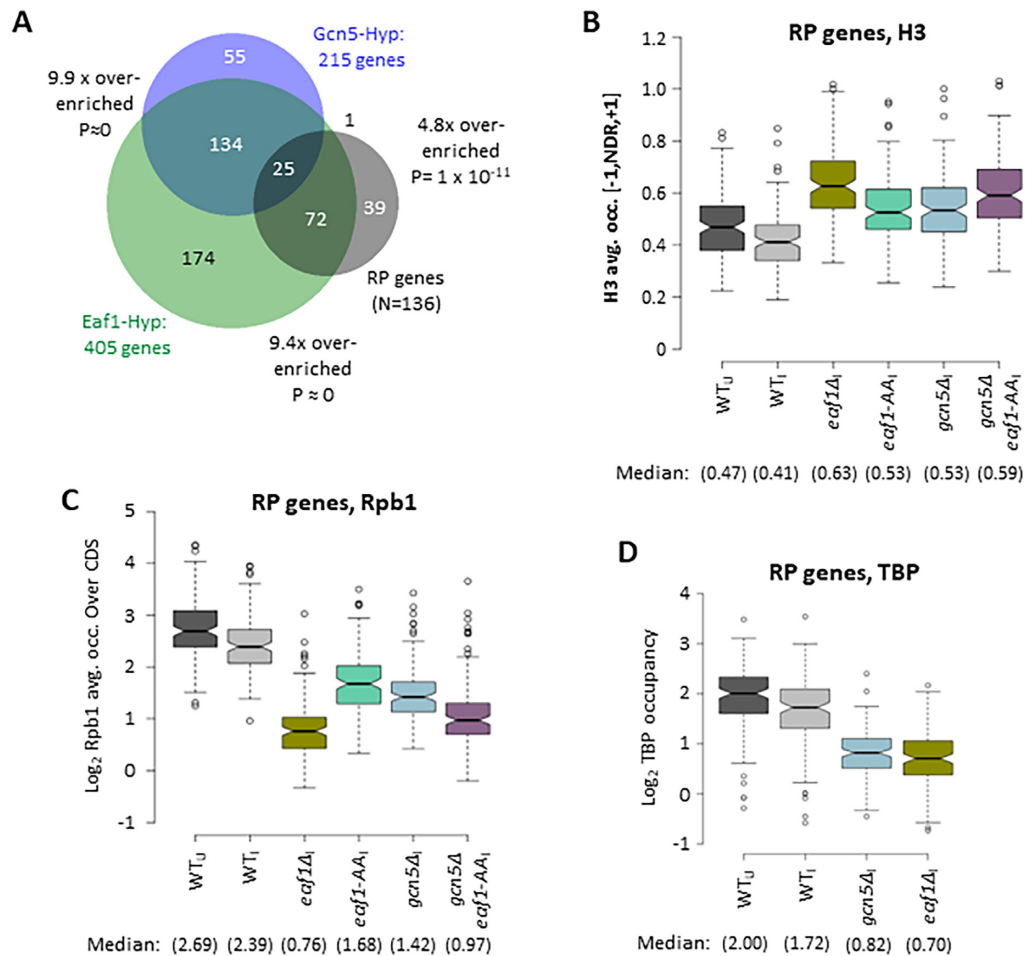 A
Gcn5-Hyp:
215 genes
55
9.9 x over-
enriched
P≈0
134
25
1
4.8x over-
enriched
P= 1 x 10⁻¹¹
72
39
174
RP genes
(N=136)
Eaf1-Hyp:
405 genes
9.4x over-
enriched
P ≈ 0
B
RP genes, H3
H3 avg. occ. [-1,NDR,+1]
1.2
1.0
0.8
0.6
0.4
0.2
0
WTU
WTI
eaf1ΔI
eaf1-AAI
gcn5ΔI
gcn5Δ
eaf1-AAI
Median: (0.47) (0.41) (0.63) (0.53) (0.53) (0.59)
C
RP genes, Rpb1
Log₂ Rpb1 avg. occ. Over CDS
5
4
3
2
1
0
-1
WTU
WTI
eaf1ΔI
eaf1-AAI
gcn5ΔI
gcn5Δ
eaf1-AAI
Median: (2.69) (2.39) (0.76) (1.68) (1.42) (0.97)
D
RP genes, TBP
Log₂ TBP occupancy
4
3
2
1
0
-1
WTU
WTI
gcn5ΔI
eaf1ΔI
Median: (2.00) (1.72) (0.82) (0.70)